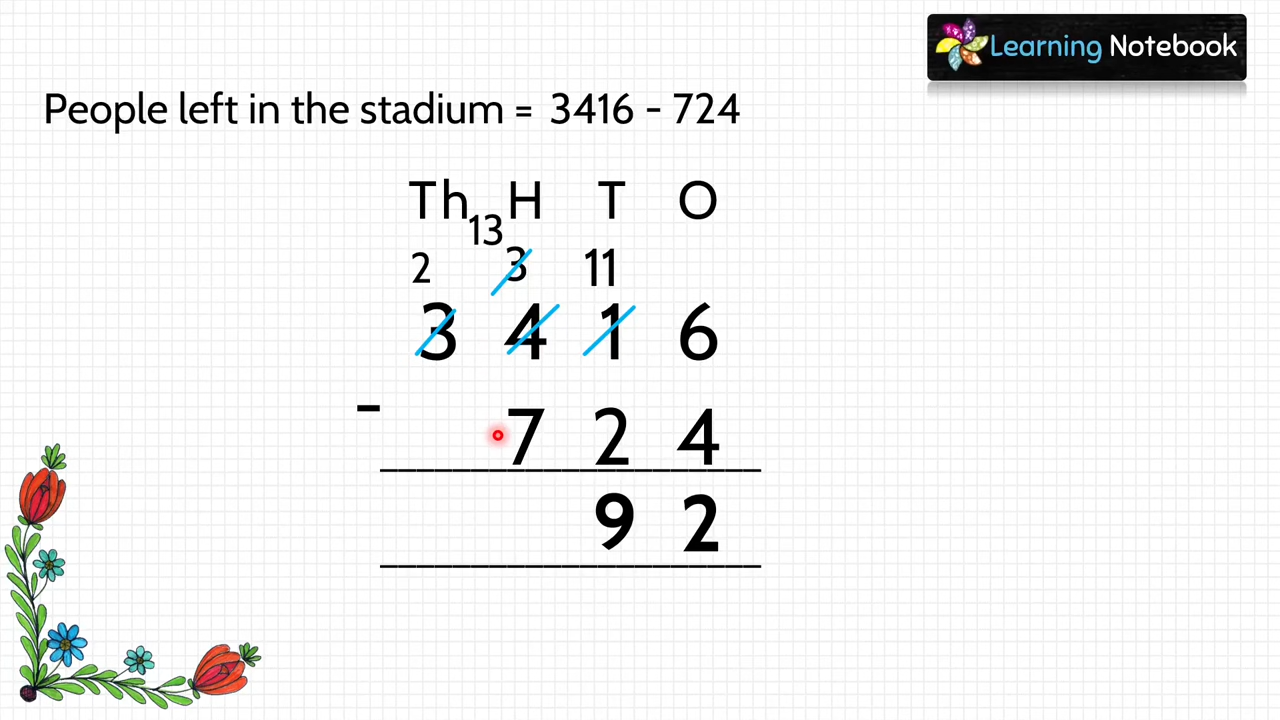 Learning Notebook
People left in the stadium = 3416 - 724
Th H T O
13
2 3 11
3 4 1 6
- 7 2 4
9 2